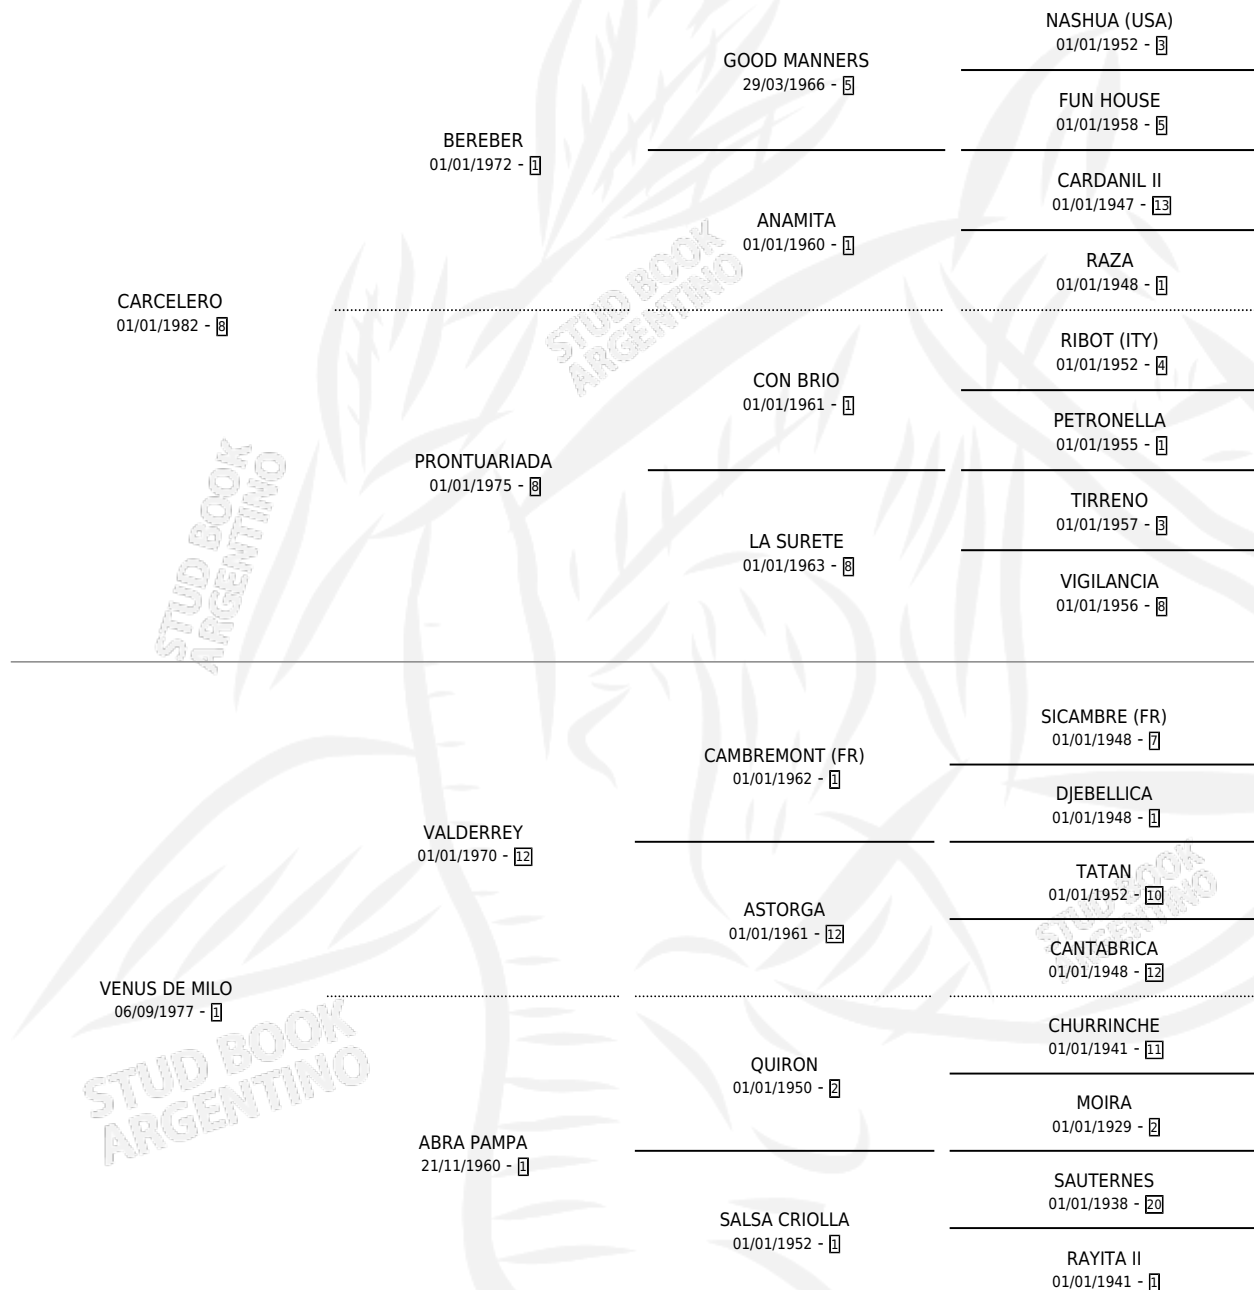 NASHUA (USA)
01/01/1952 - 3
GOOD MANNERS
29/03/1966 - 5
FUN HOUSE
01/01/1958 - 5
BEREBER
01/01/1972 - 1
CARDANIL II
01/01/1947 - 13
ANAMITA
01/01/1960 - 1
RAZA
01/01/1948 - 1
CARCELERO
01/01/1982 - 8
RIBOT (ITY)
01/01/1952 - 4
CON BRIO
01/01/1961 - 1
PETRONELLA
01/01/1955 - 1
PRONTUARIADA
01/01/1975 - 8
TIRRENO
01/01/1957 - 3
LA SURETE
01/01/1963 - 8
VIGILANCIA
01/01/1956 - 8
SICAMBRE (FR)
01/01/1948 - 7
CAMBREMONT (FR)
01/01/1962 - 1
DJEBELLICA
01/01/1948 - 1
VALDERREY
01/01/1970 - 12
TATAN
01/01/1952 - 10
ASTORGA
01/01/1961 - 12
CANTABRICA
01/01/1948 - 12
VENUS DE MILO
06/09/1977 - 1
CHURRINCHE
01/01/1941 - 11
QUIRON
01/01/1950 - 2
MOIRA
01/01/1929 - 2
ABRA PAMPA
21/11/1960 - 1
SAUTERNES
01/01/1938 - 20
SALSA CRIOLLA
01/01/1952 - 1
RAYITA II
01/01/1941 - 1
STUD BOOK
ARGENTINO
STUD BOOK
ARGENTINO
STUD BOOK
ARGENTINO
STUD BOOK
ARGENTINO